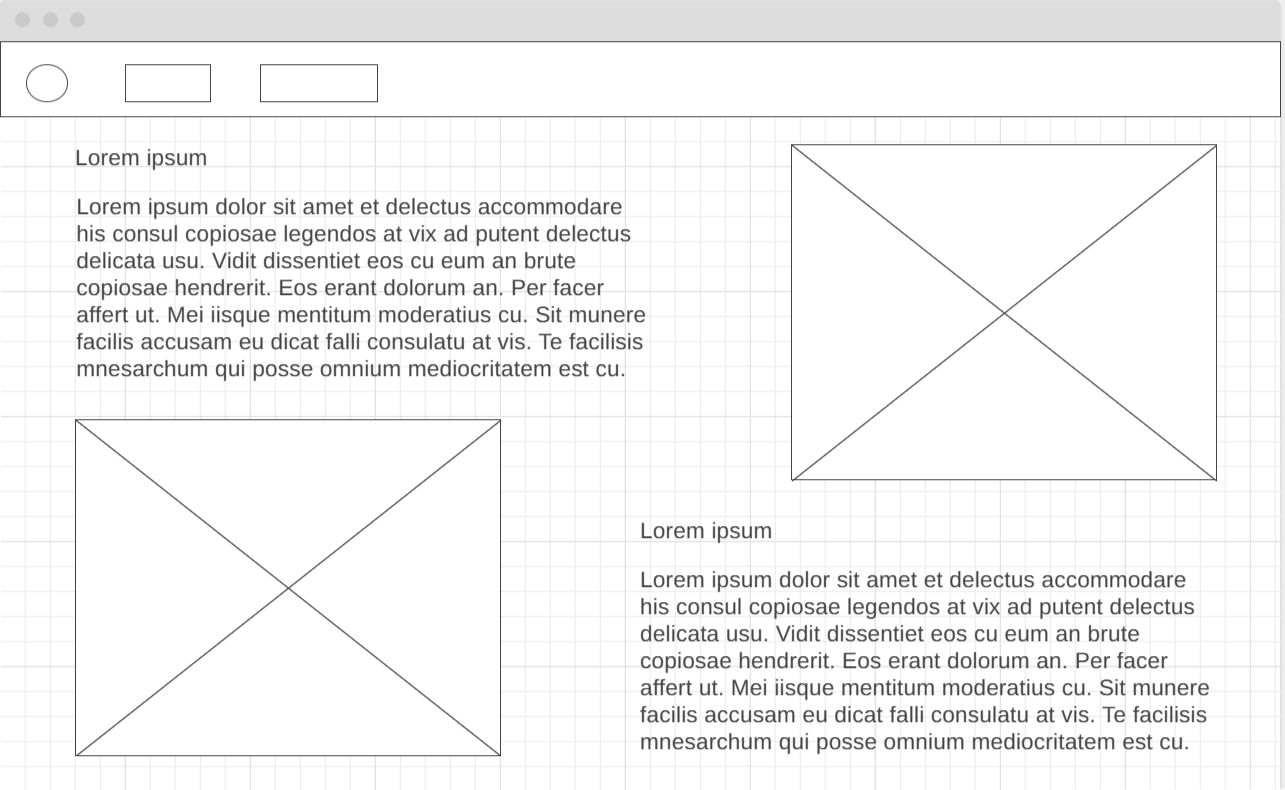 Lorem ipsum
Lorem ipsum dolor sit amet et delectus accommodare
his consul copiosae legendos at vix ad putent delectus
delicata usu. Vidit dissentiet eos cu eum an brute
copiosae hendrerit. Eos erant dolorum an. Per facer
affert ut. Mei iisque mentitum moderatius cu. Sit munere
facilis accusam eu dicat falli consulatu at vis. Te facilisis
mnesarchum qui posse omnium mediocritatem est cu.
Lorem ipsum
Lorem ipsum dolor sit amet et delectus accommodare
his consul copiosae legendos at vix ad putent delectus
delicata usu. Vidit dissentiet eos cu eum an brute
copiosae hendrerit. Eos erant dolorum an. Per facer
affert ut. Mei iisque mentitum moderatius cu. Sit munere
facilis accusam eu dicat falli consulatu at vis. Te facilisis
mnesarchum qui posse omnium mediocritatem est cu.